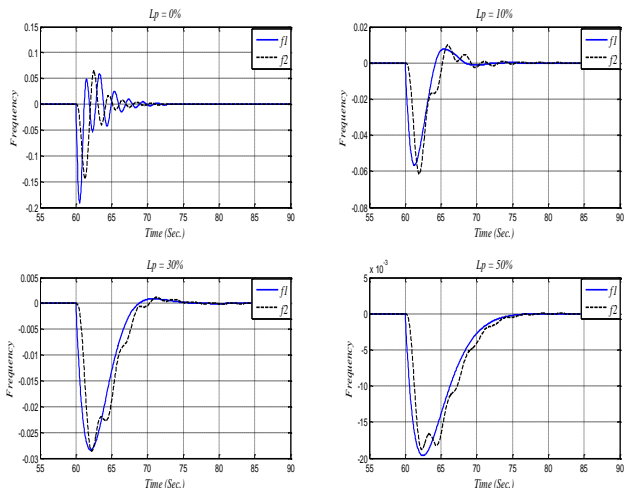 Lp = 0%
0.15
0.1
0.05
0
-0.05
-0.1
-0.15
-0.2
Frequency
55 60 65 70 75 80 85 90
Time (Sec.)
f1
f2
Lp = 10%
0.02
0
-0.02
-0.04
-0.06
-0.08
Frequency
55 60 65 70 75 80 85 90
Time (Sec.)
f1
f2
Lp = 30%
0.005
0
-0.005
-0.01
-0.015
-0.02
-0.025
-0.03
Frequency
55 60 65 70 75 80 85 90
Time (Sec.)
f1
f2
Lp = 50%
x 10-3
5
0
-5
-10
-15
-20
Frequency
55 60 65 70 75 80 85 90
Time (Sec.)
f1
f2